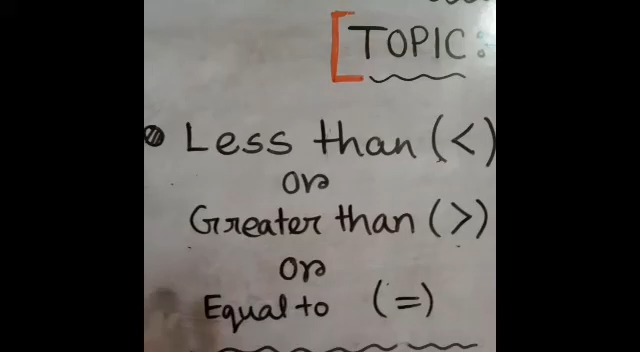 [TOPIC:
Less than (<)
or
Greater than (>)
or
Equal to (=)